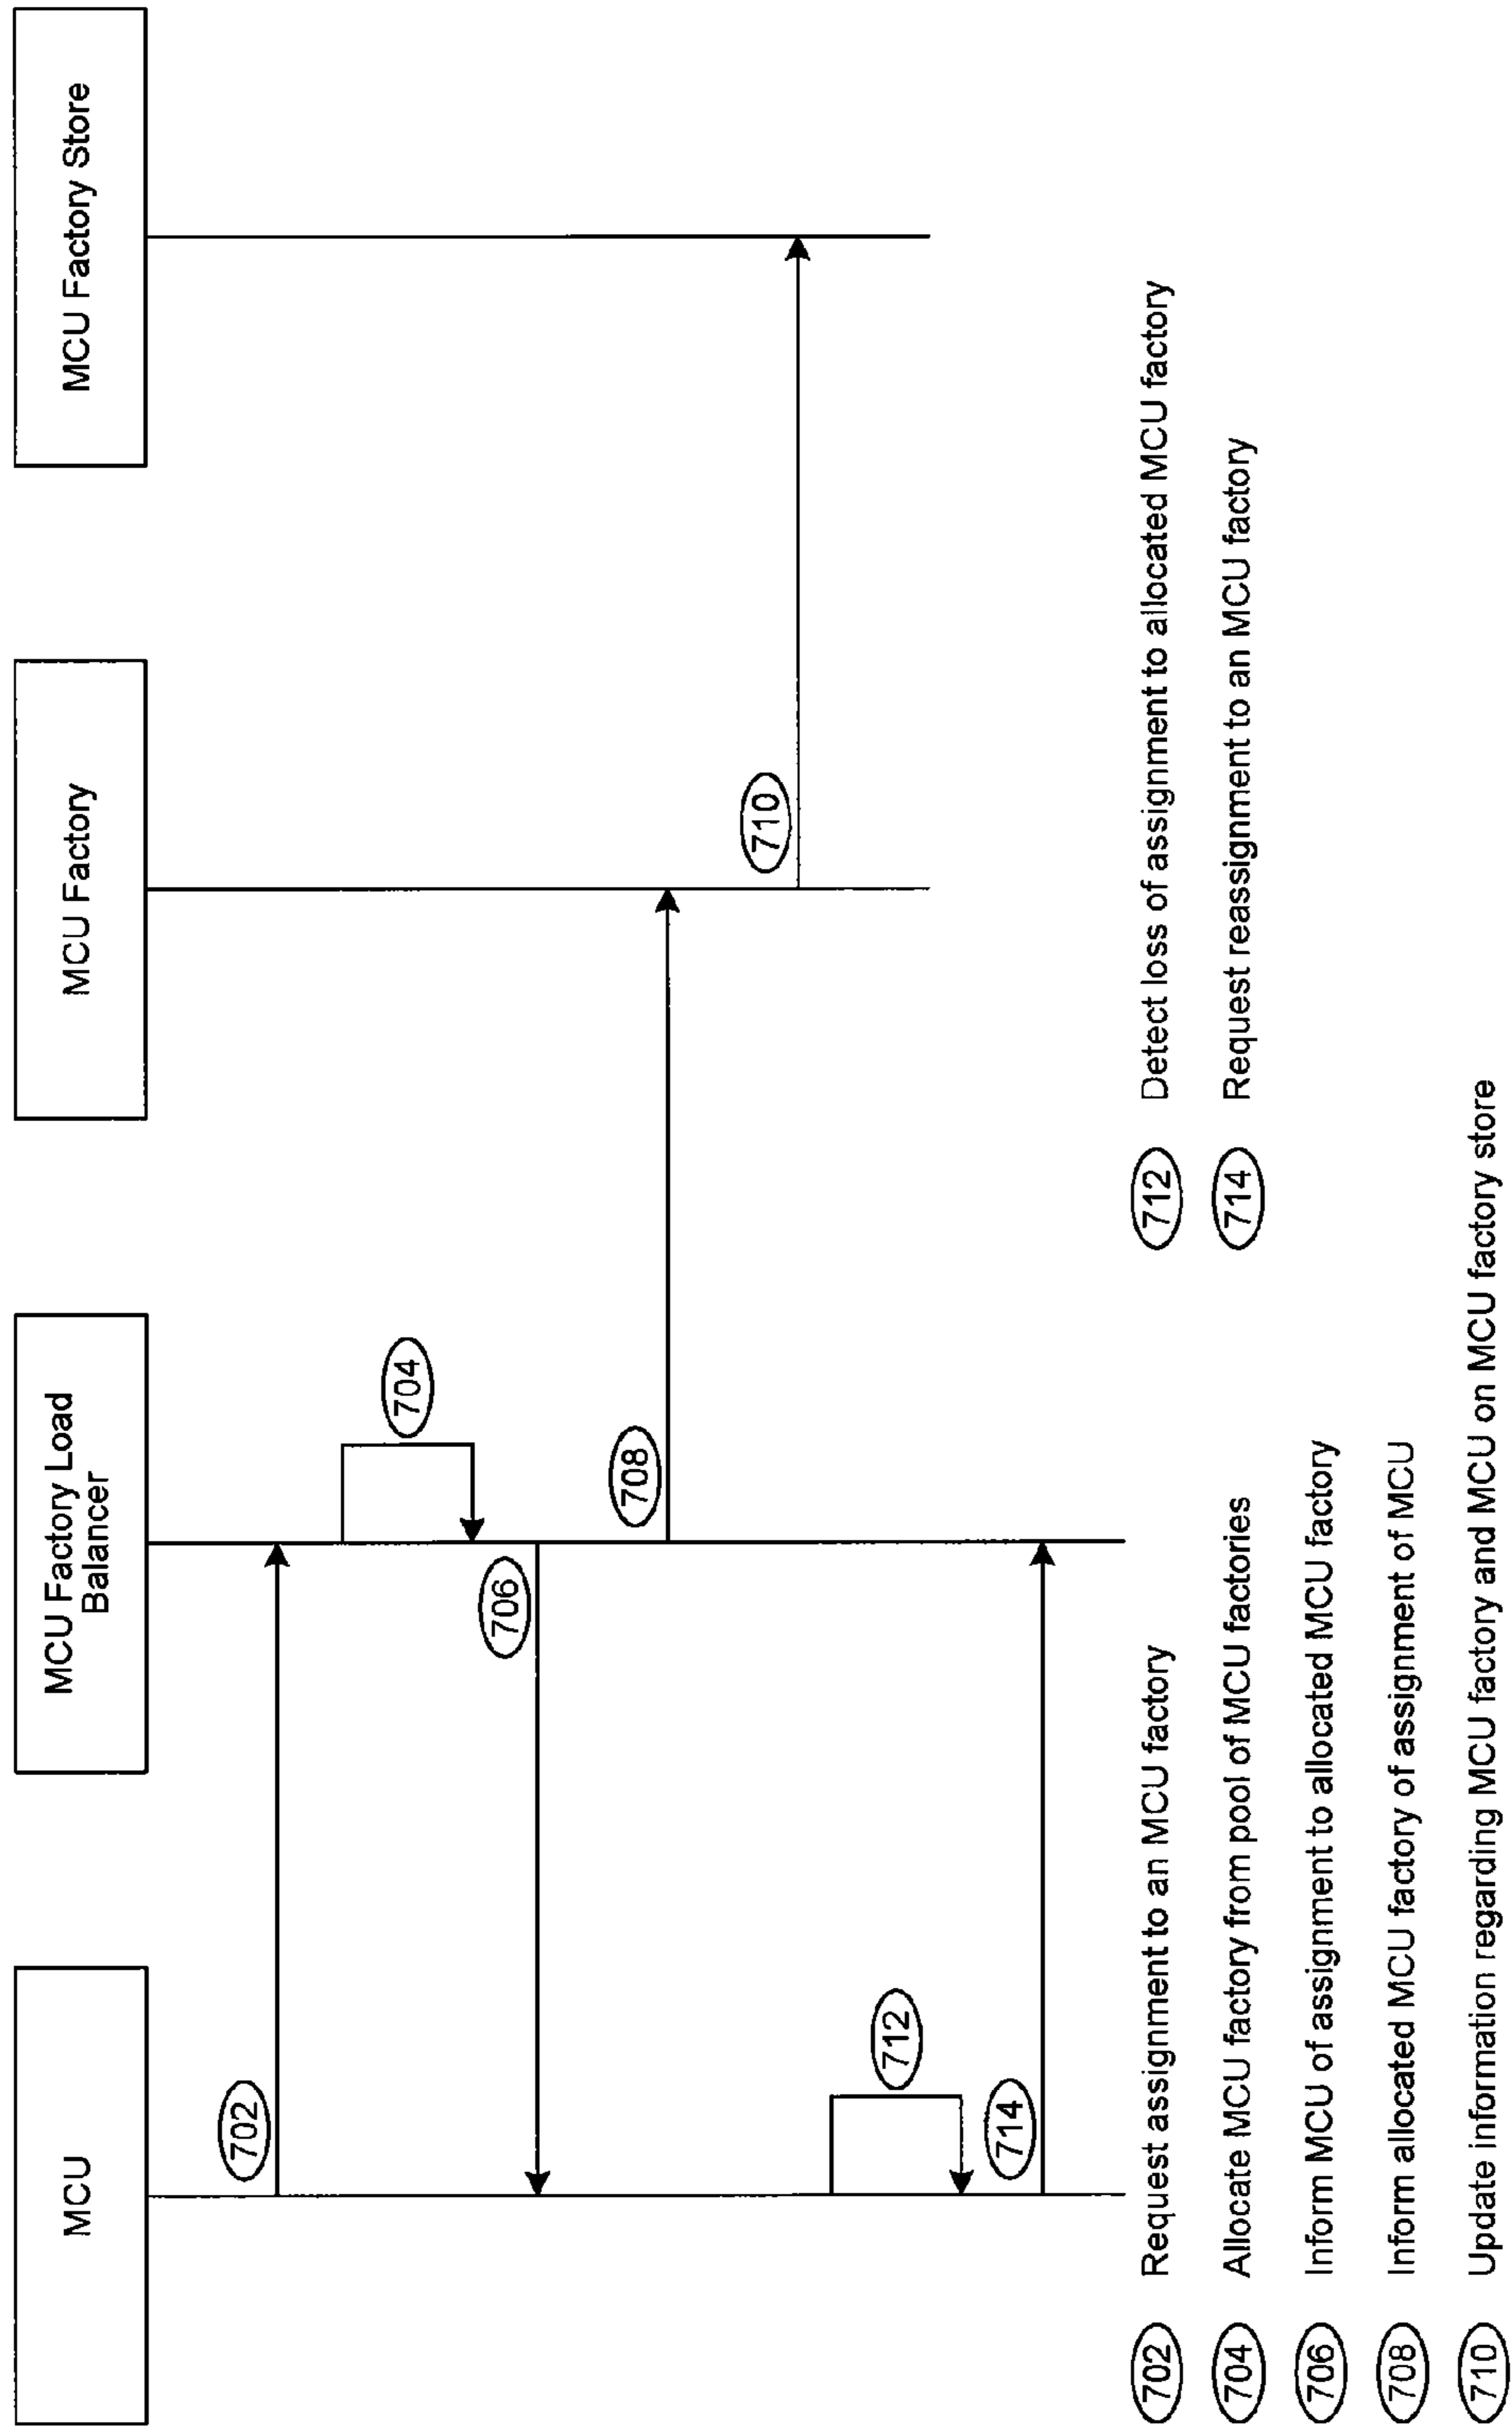 MCU
MCU Factory Load
Balancer
MCU Factory
MCU Factory Store
702
704
706
708
710
712
714
702 Request assignment to an MCU factory
704 Allocate MCU factory from pool of MCU factories
706 Inform MCU of assignment to allocated MCU factory
708 Inform allocated MCU factory of assignment of MCU
710 Update information regarding MCU factory and MCU on MCU factory store
712 Detect loss of assignment to allocated MCU factory
714 Request reassignment to an MCU factory